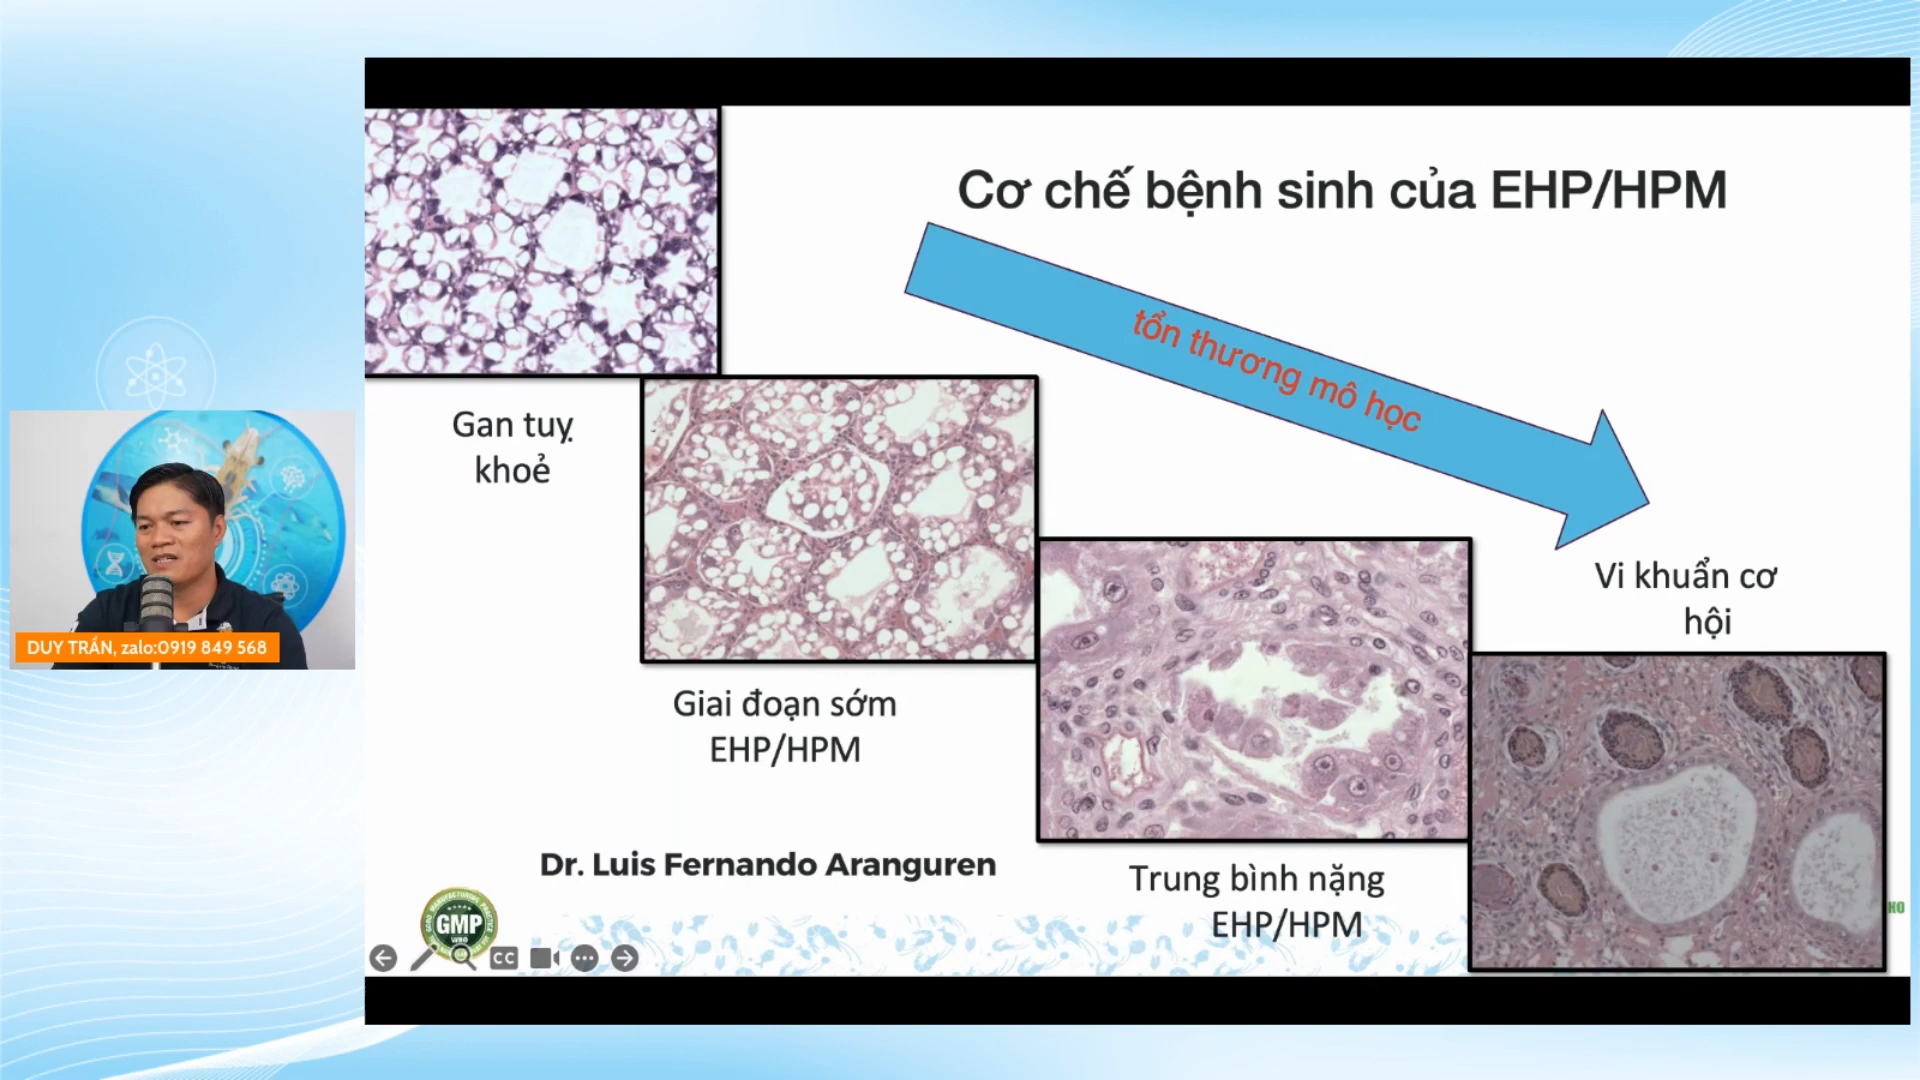 Cơ chế bệnh sinh của EHP/HPM
tổn thương mô học
Gan tuỵ
khoẻ
Giai đoạn sớm
EHP/HPM
Trung bình nặng
EHP/HPM
Vi khuẩn cơ
hội
Dr. Luis Fernando Aranguren
GMP
WHO
CC
DUY TRẦN, zalo:0919 849 568